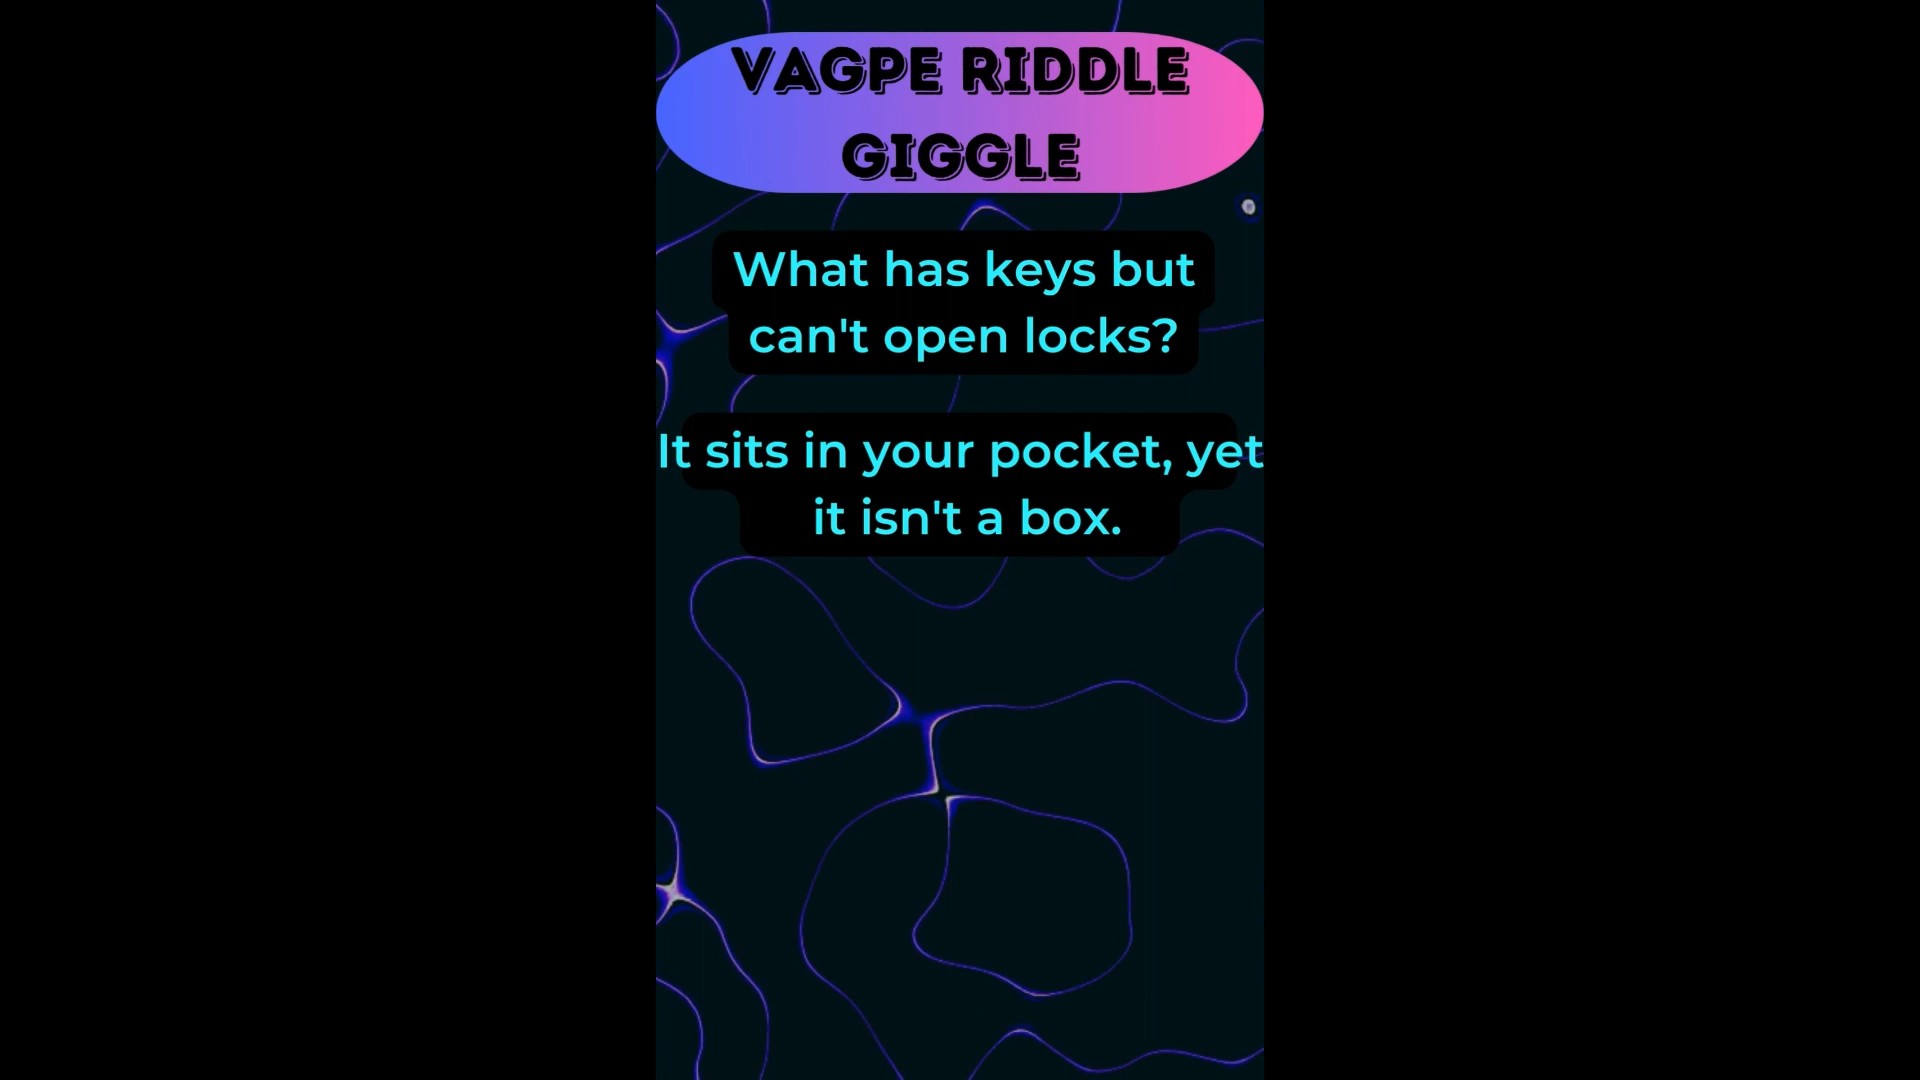 VAGPE RIDDLE
GIGGLE
What has keys but
can't open locks?
It sits in your pocket, yet
it isn't a box.